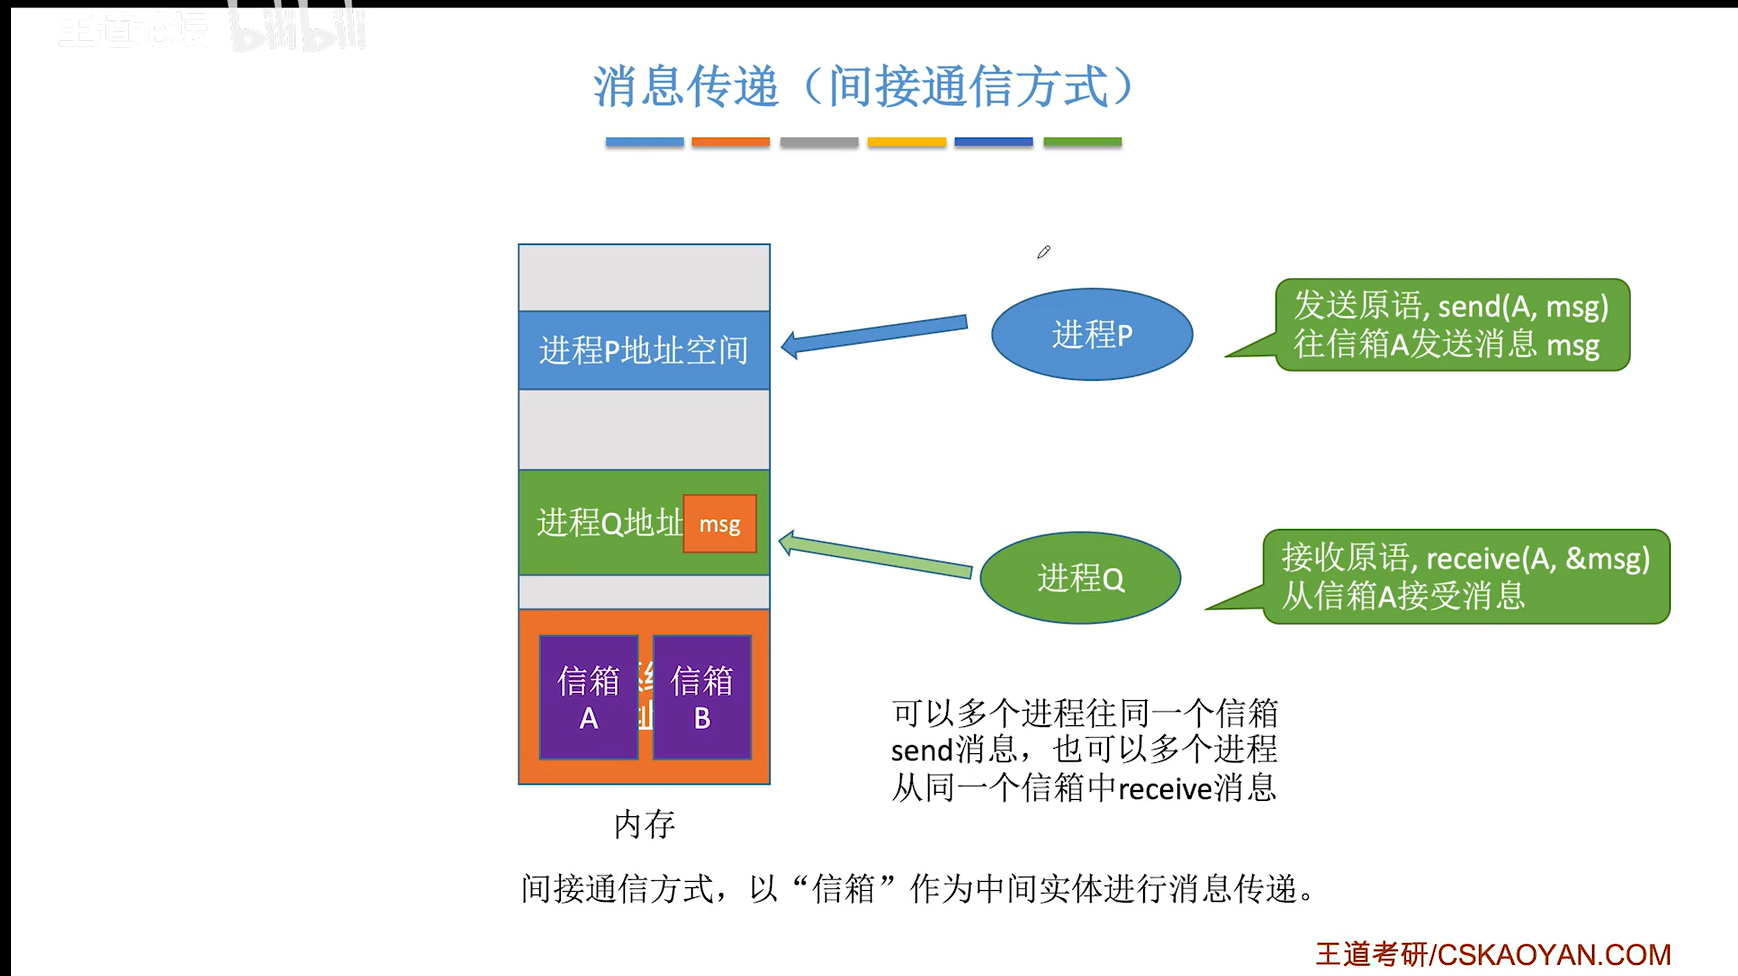 王道论坛 bilibili
消息传递（间接通信方式）
进程P地址空间
进程P
发送原语, send(A, msg)
往信箱A发送消息 msg
进程Q地址
msg
进程Q
接收原语, receive(A, &msg)
从信箱A接受消息
信箱
A
信箱
B
可以多个进程往同一个信箱
send消息，也可以多个进程
从同一个信箱中receive消息
内存
间接通信方式，以“信箱”作为中间实体进行消息传递。
王道考研/CSKAOYAN.COM